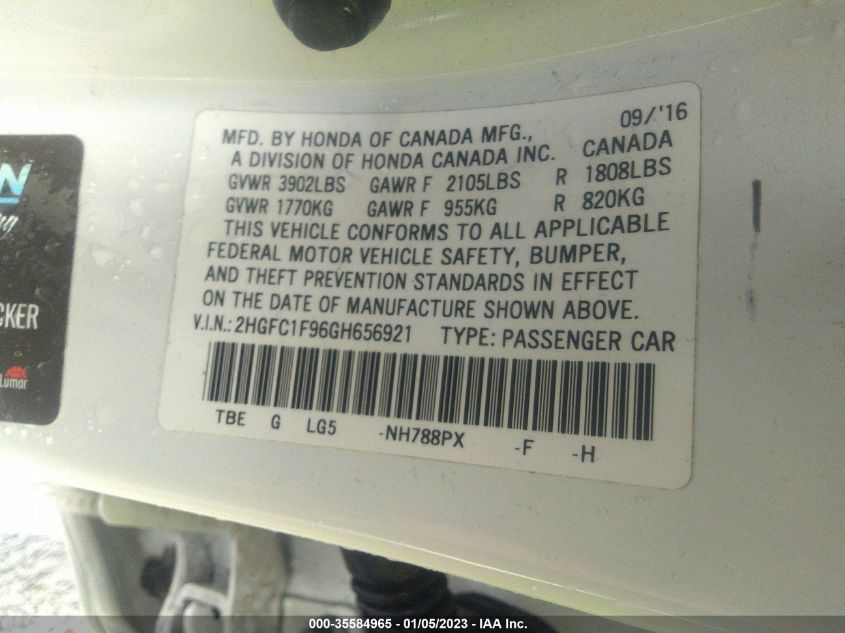 09/'16
MFD. BY HONDA OF CANADA MFG.,
A DIVISION OF HONDA CANADA INC. CANADA
GVWR 3902LBS GAWR F 2105LBS R 1808LBS
GVWR 1770KG GAWR F 955KG R 820KG
THIS VEHICLE CONFORMS TO ALL APPLICABLE
FEDERAL MOTOR VEHICLE SAFETY, BUMPER,
AND THEFT PREVENTION STANDARDS IN EFFECT
ON THE DATE OF MANUFACTURE SHOWN ABOVE.
V.I.N.: 2HGFC1F96GH656921 TYPE: PASSENGER CAR
TBE G LG5 -NH788PX -F -H
CKER
Lumar
000-35584965 - 01/05/2023 - IAA Inc.